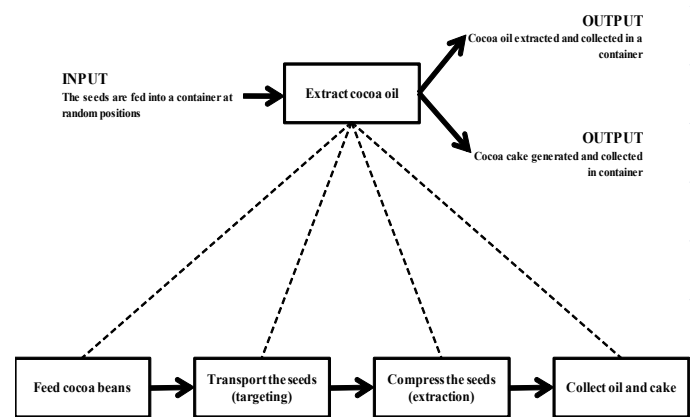 OUTPUT
Cocoa oil extracted and collected in a
container
INPUT
The seeds are fed into a container at
random positions
Extract cocoa oil
OUTPUT
Cocoa cake generated and collected
in container
Feed cocoa beans
Transport the seeds
(targeting)
Compress the seeds
(extraction)
Collect oil and cake